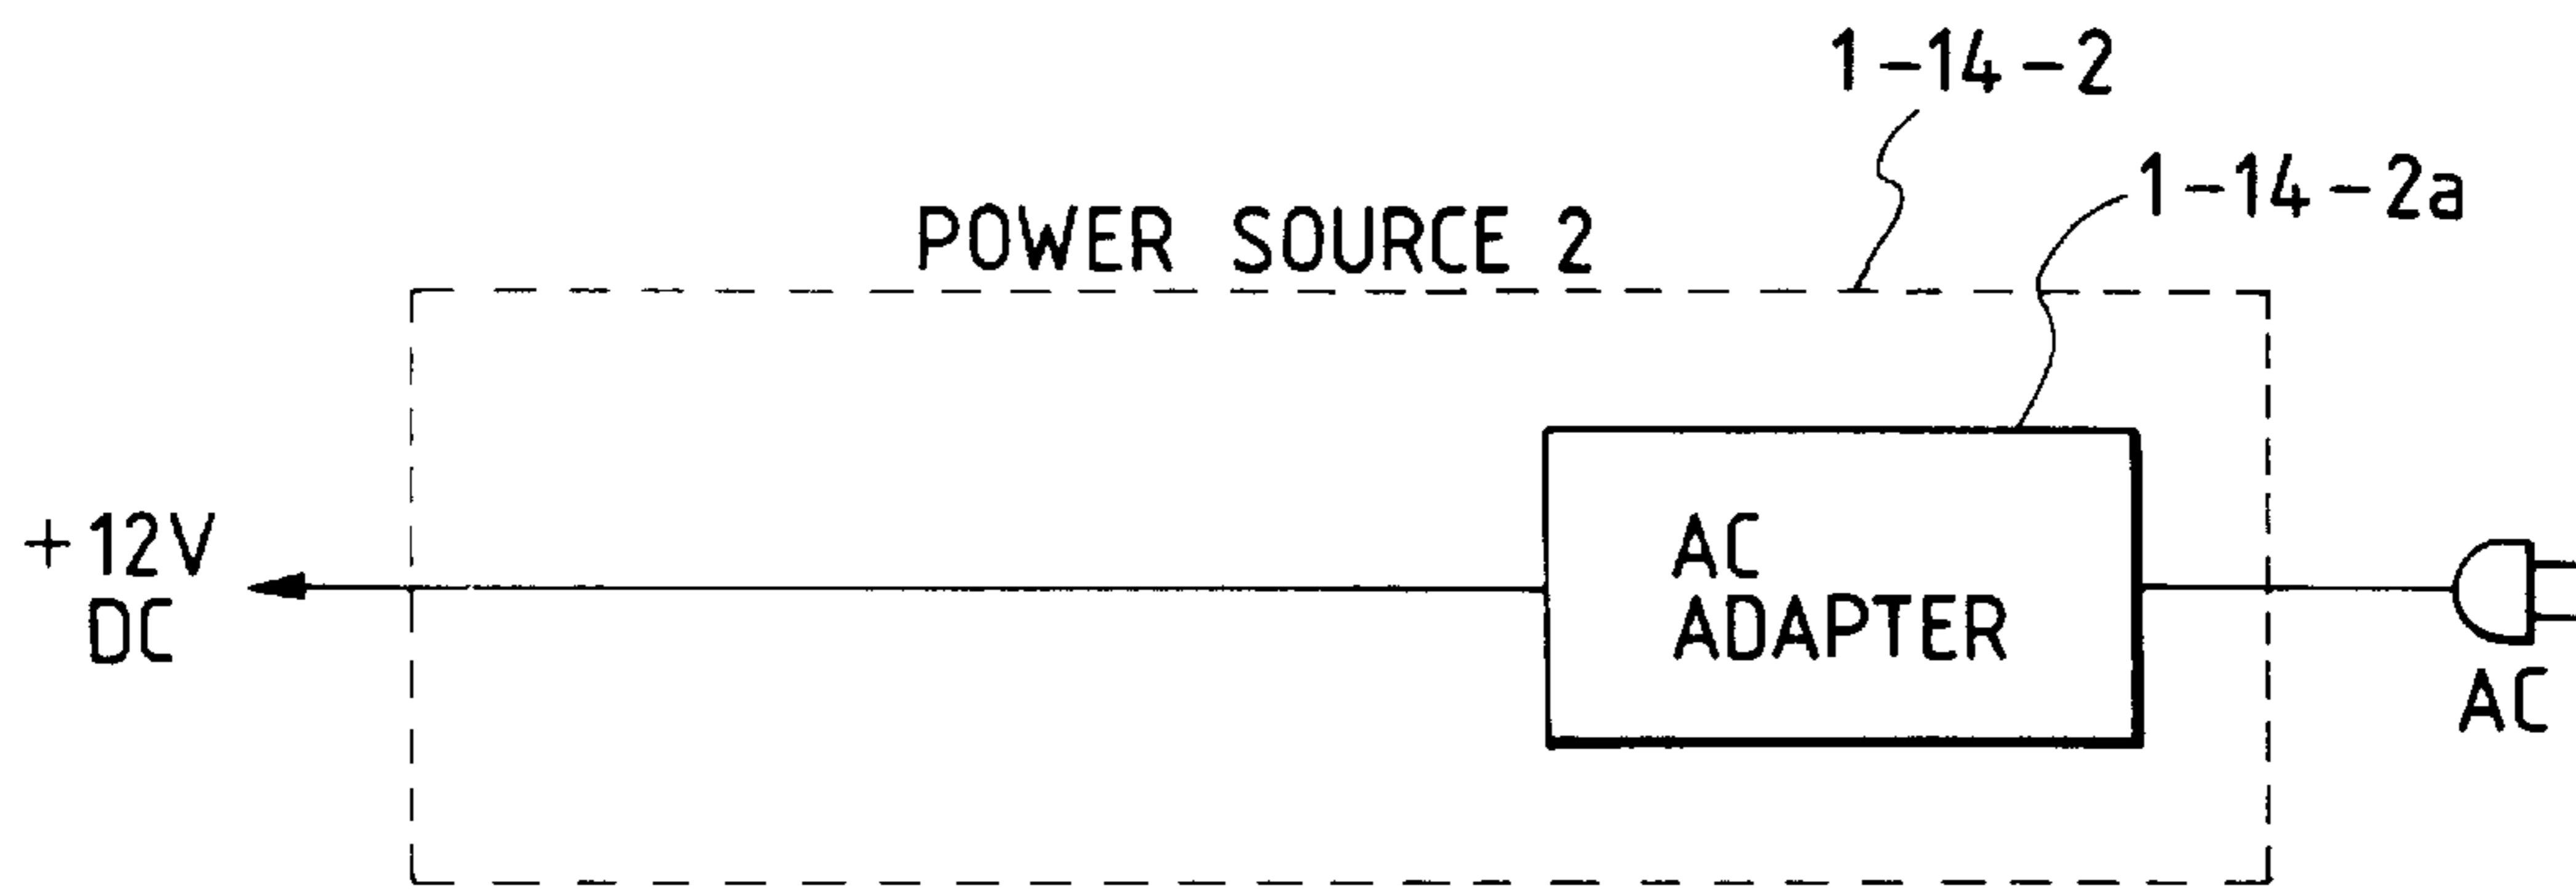 1-14-2
1-14-2a
POWER SOURCE 2
+12V
DC
AC
ADAPTER
AC